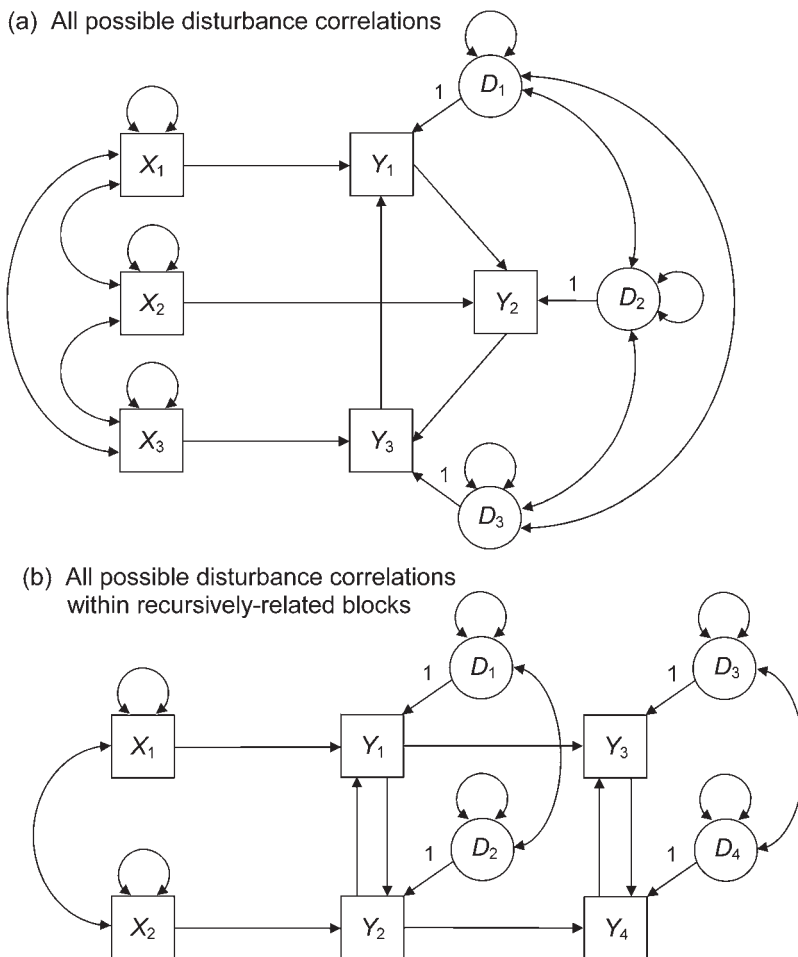 (a) All possible disturbance correlations
D₁
1
X₁
Y₁
X₂
Y₂
1
D₂
X₃
Y₃
1
D₃
(b) All possible disturbance correlations
within recursively-related blocks
D₁
D₃
1
1
X₁
Y₁
Y₃
D₂
D₄
1
1
X₂
Y₂
Y₄